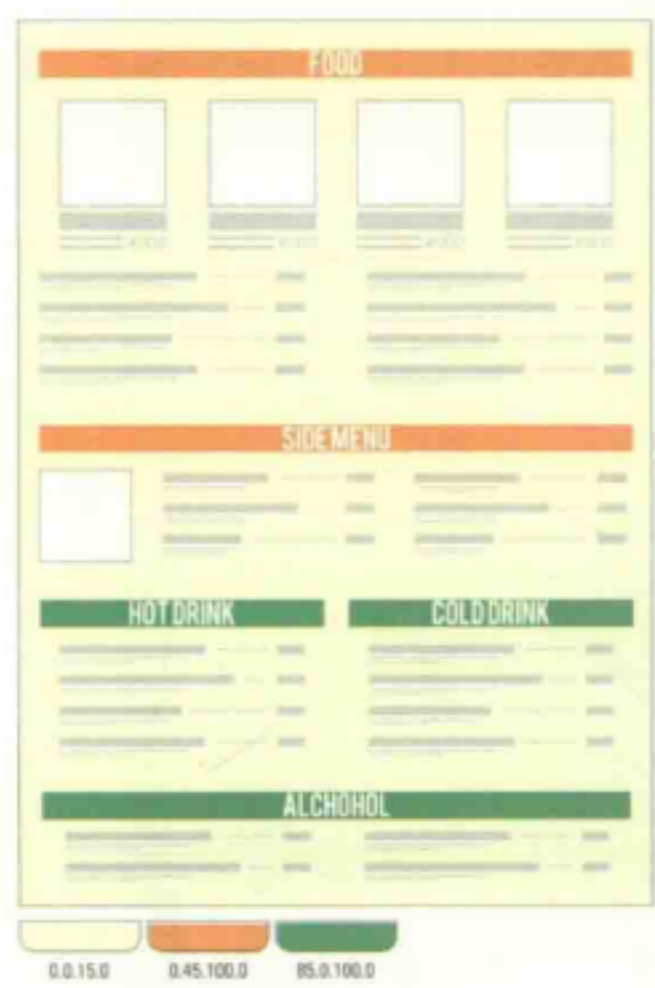 FOOD
SIDE MENU
HOT DRINK
COLD DRINK
ALCHOHOL
0.0.15.0
0.45.100.0
85.0.100.0